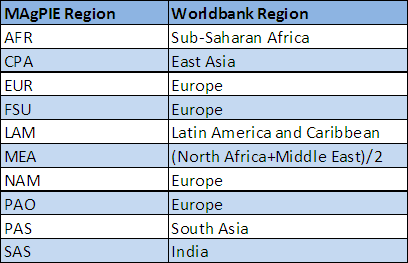 MAgPIE Region Worldbank Region
AFR Sub-Saharan Africa
CPA East Asia
EUR Europe
FSU Europe
LAM Latin America and Caribbean
MEA (North Africa+Middle East)/2
NAM Europe
PAO Europe
PAS South Asia
SAS India